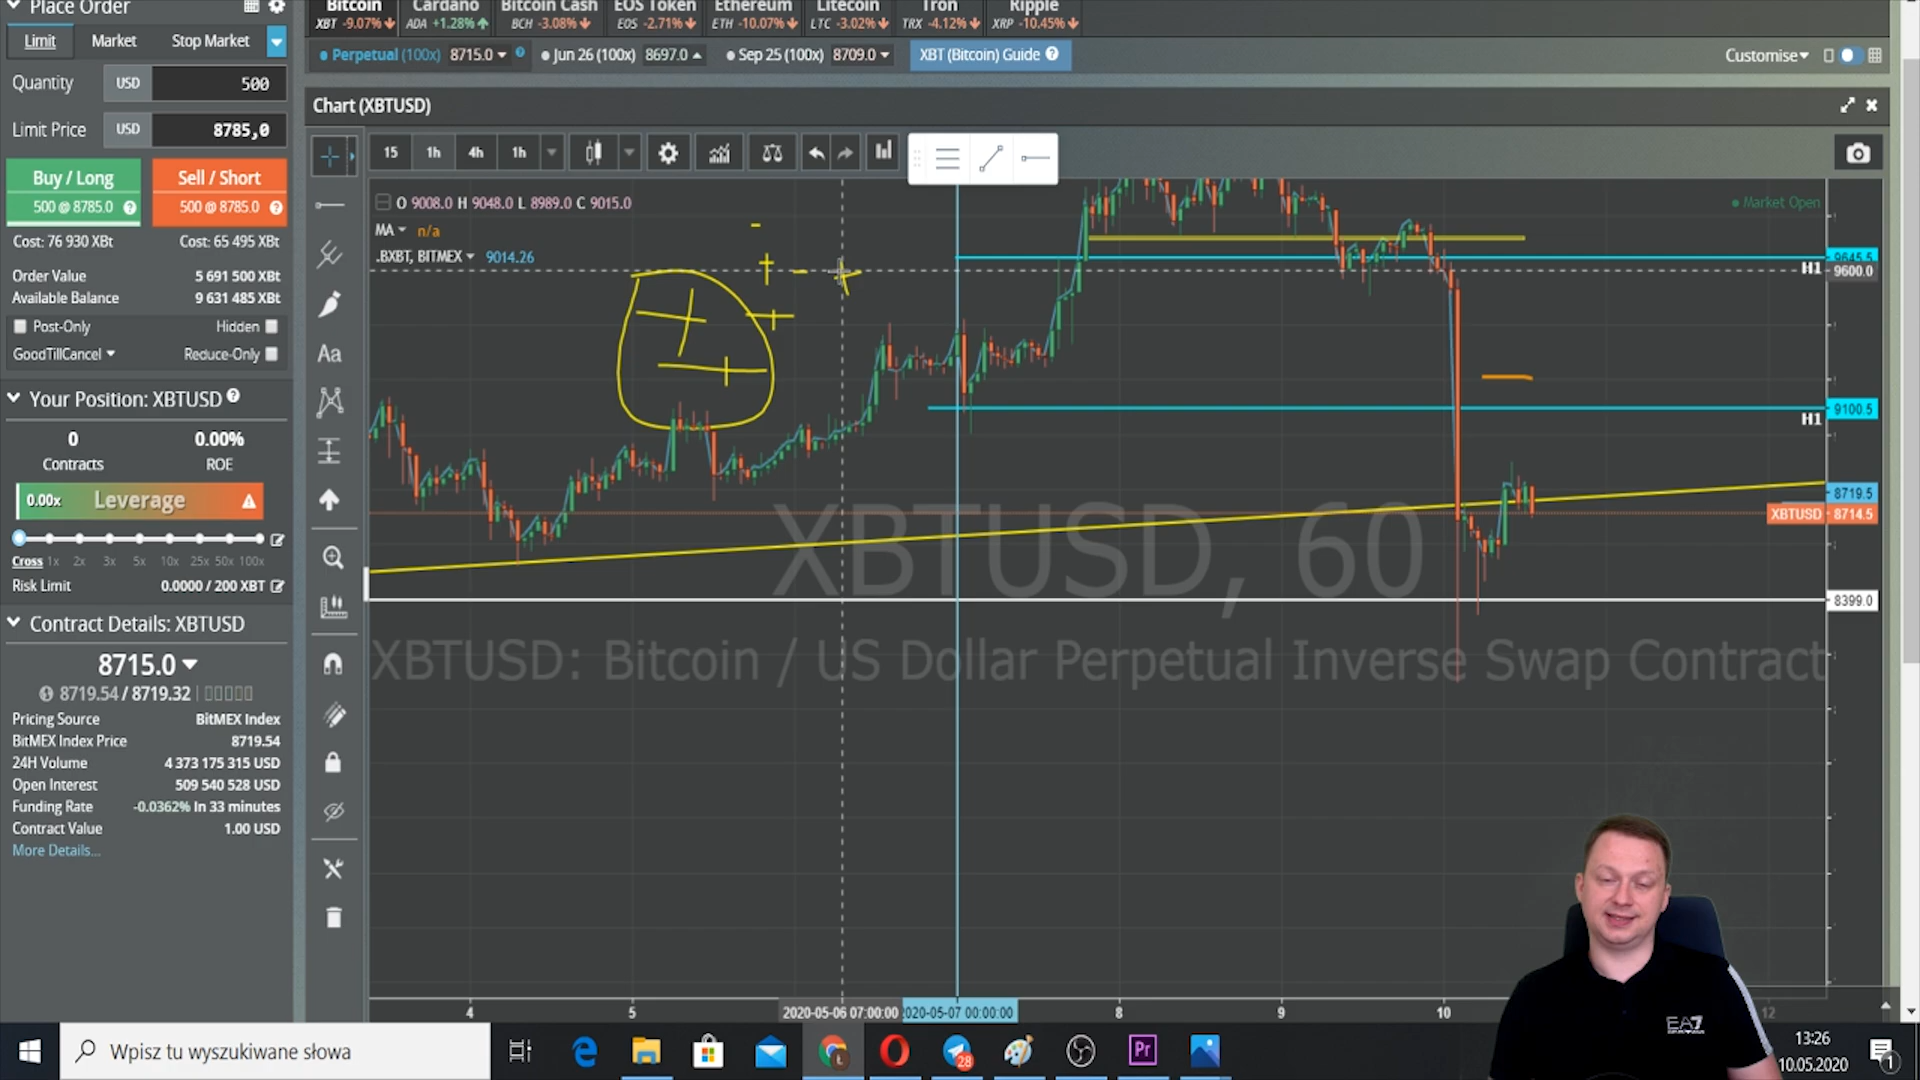 Place Order
Bitcoin Cardano Bitcoin Cash EOS Token Ethereum Litecoin Tron Ripple
XBT -9.07% ADA +1.28% BCH -3.08% EOS -2.71% ETH -10.07% LTC -3.02% TRX -4.12% XRP -10.45%
Limit Market Stop Market
Perpetual (100x) 8715.0 Jun 26 (100x) 8697.0 Sep 25 (100x) 8709.0 XBT (Bitcoin) Guide Customise
Quantity USD 500
Chart (XBTUSD)
Limit Price USD 8785,0
15 1h 4h 1h
Buy / Long
500 @ 8785.0
Sell / Short
500 @ 8785.0
O 9008.0 H 9048.0 L 8989.0 C 9015.0
Market Open
MA n/a
Cost: 76 930 XBt Cost: 65 495 XBt
.BXBT, BITMEX 9014.26
9645.5
H1 9600.0
Order Value 5 691 500 XBt
Available Balance 9 631 485 XBt
Post-Only Hidden
GoodTillCancel Reduce-Only
Aa
Your Position: XBTUSD
9100.5
H1
0 0.00%
Contracts ROE
0.00x Leverage
8719.5
XBTUSD 8714.5
XBTUSD, 60
Cross 1x 2x 3x 5x 10x 25x 50x 100x
Risk Limit 0.0000 / 200 XBT
8399.0
Contract Details: XBTUSD
XBTUSD: Bitcoin / US Dollar Perpetual Inverse Swap Contract
8715.0
8719.54 / 8719.32
Pricing Source BitMEX Index
BitMEX Index Price 8719.54
24H Volume 4 373 175 315 USD
Open Interest 509 540 528 USD
Funding Rate -0.0362% In 33 minutes
Contract Value 1.00 USD
More Details...
4 5 2020-05-06 07:00:00 2020-05-07 00:00:00 8 9 10 12
EA7
Wpisz tu wyszukiwane słowa
28
Pr
13:26
10.05.2020
1